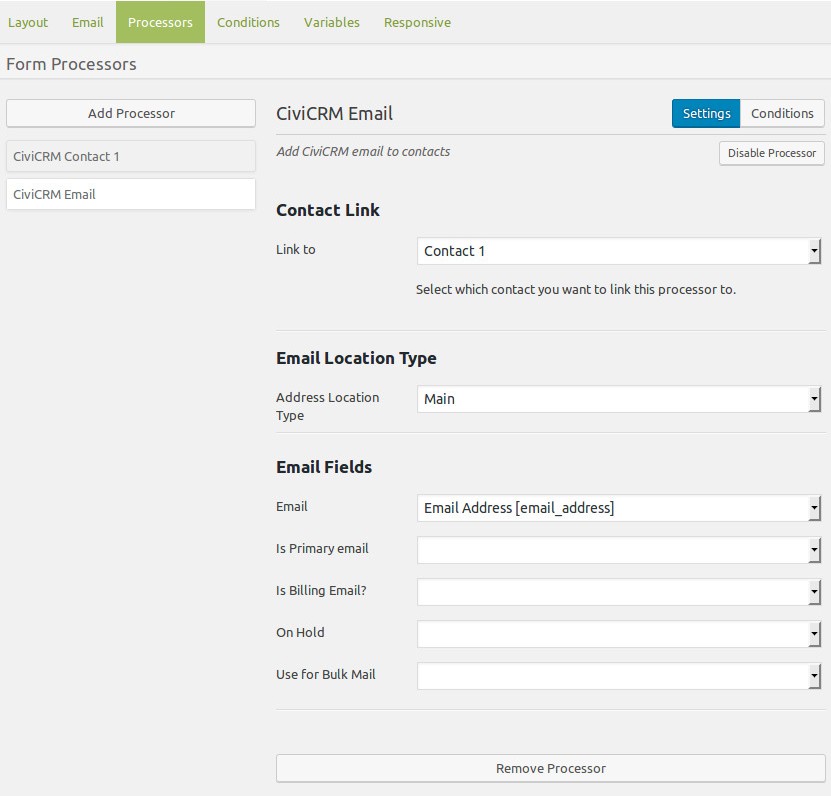 Layout Email Processors Conditions Variables Responsive
Form Processors
Add Processor
CiviCRM Contact 1
CiviCRM Email
CiviCRM Email
Settings Conditions
Add CiviCRM email to contacts
Disable Processor
Contact Link
Link to Contact 1
Select which contact you want to link this processor to.
Email Location Type
Address Location
Type
Main
Email Fields
Email Email Address [email_address]
Is Primary email
Is Billing Email?
On Hold
Use for Bulk Mail
Remove Processor